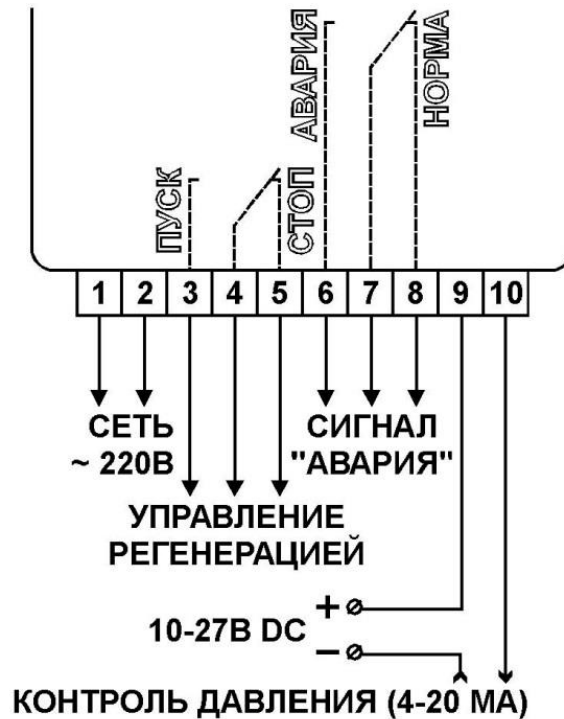 АВАРИЯ
НОРМА
ПУСК
СТОП
1 2 3 4 5 6 7 8 9 10
СЕТЬ
~ 220В
СИГНАЛ
"АВАРИЯ"
УПРАВЛЕНИЕ
РЕГЕНЕРАЦИЕЙ
+
10-27В DC
−
КОНТРОЛЬ ДАВЛЕНИЯ (4-20 МА)